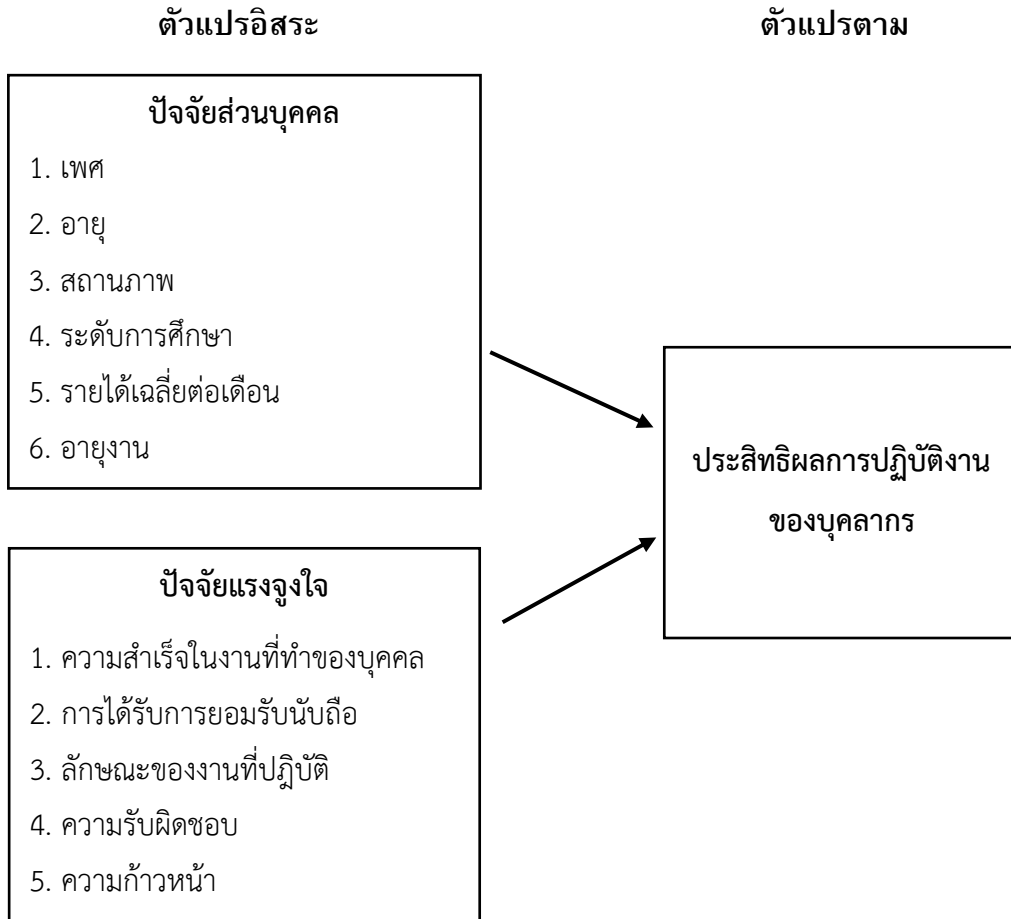 ตัวแปรอิสระ
ตัวแปรตาม
ปัจจัยส่วนบุคคล
1. เพศ
2. อายุ
3. สถานภาพ
4. ระดับการศึกษา
5. รายได้เฉลี่ยต่อเดือน
6. อายุงาน
ปัจจัยแรงจูงใจ
1. ความสำเร็จในงานที่ทำของบุคคล
2. การได้รับการยอมรับนับถือ
3. ลักษณะของงานที่ปฎิบัติ
4. ความรับผิดชอบ
5. ความก้าวหน้า
ประสิทธิผลการปฏิบัติงาน
ของบุคลากร